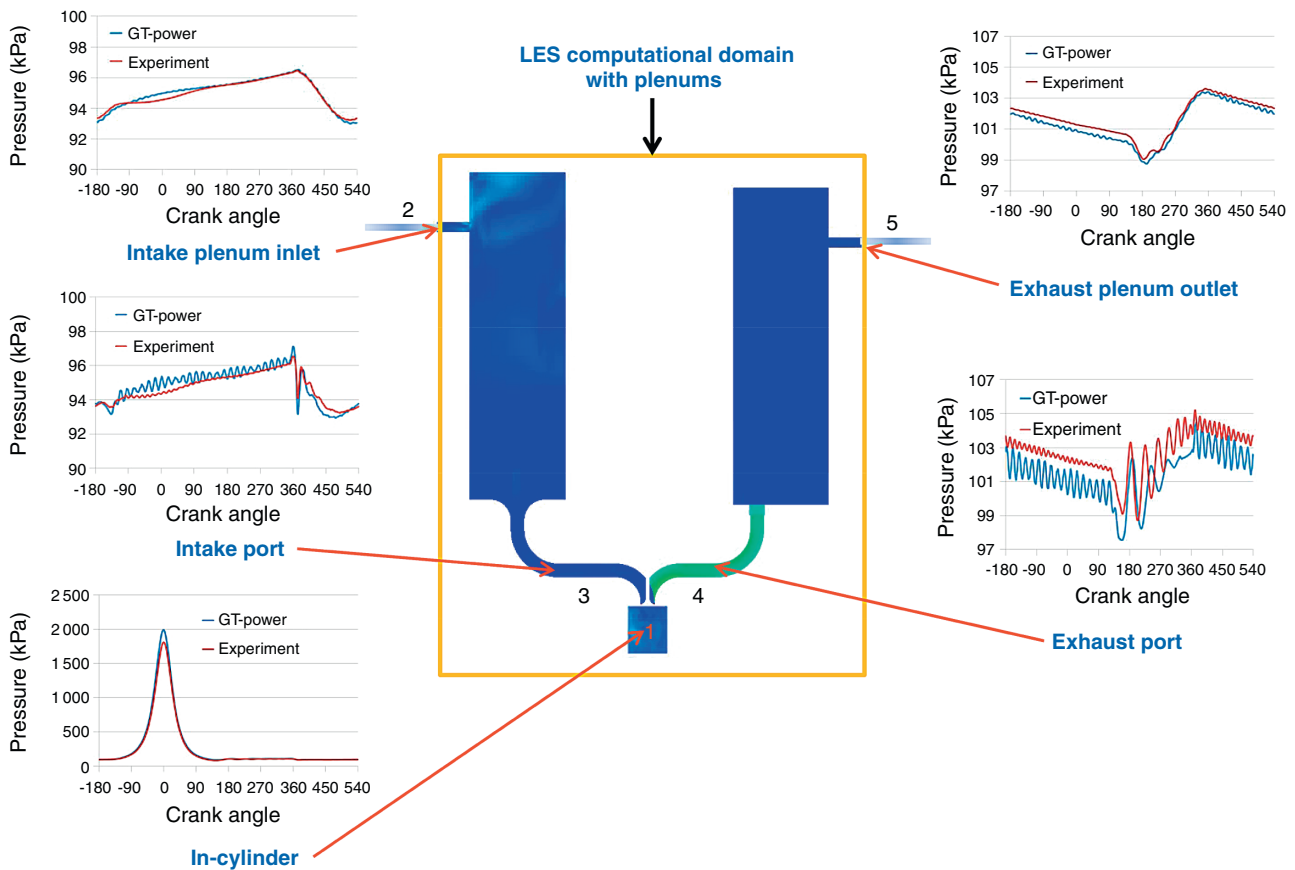 Pressure (kPa)
100
98
96
94
92
90
GT-power
Experiment
-180 -90 0 90 180 270 360 450 540
Crank angle
LES computational domain
with plenums
Pressure (kPa)
107
105
103
101
99
97
GT-power
Experiment
-180 -90 0 90 180 270 360 450 540
Crank angle
2
Intake plenum inlet
5
Exhaust plenum outlet
Pressure (kPa)
100
98
96
94
92
90
GT-power
Experiment
-180 -90 0 90 180 270 360 450 540
Crank angle
Pressure (kPa)
107
105
103
101
99
97
GT-power
Experiment
-180 -90 0 90 180 270 360 450 540
Crank angle
Intake port
3
4
1
Exhaust port
Pressure (kPa)
2 500
2 000
1 500
1 000
500
0
GT-power
Experiment
-180 -90 0 90 180 270 360 450 540
Crank angle
In-cylinder